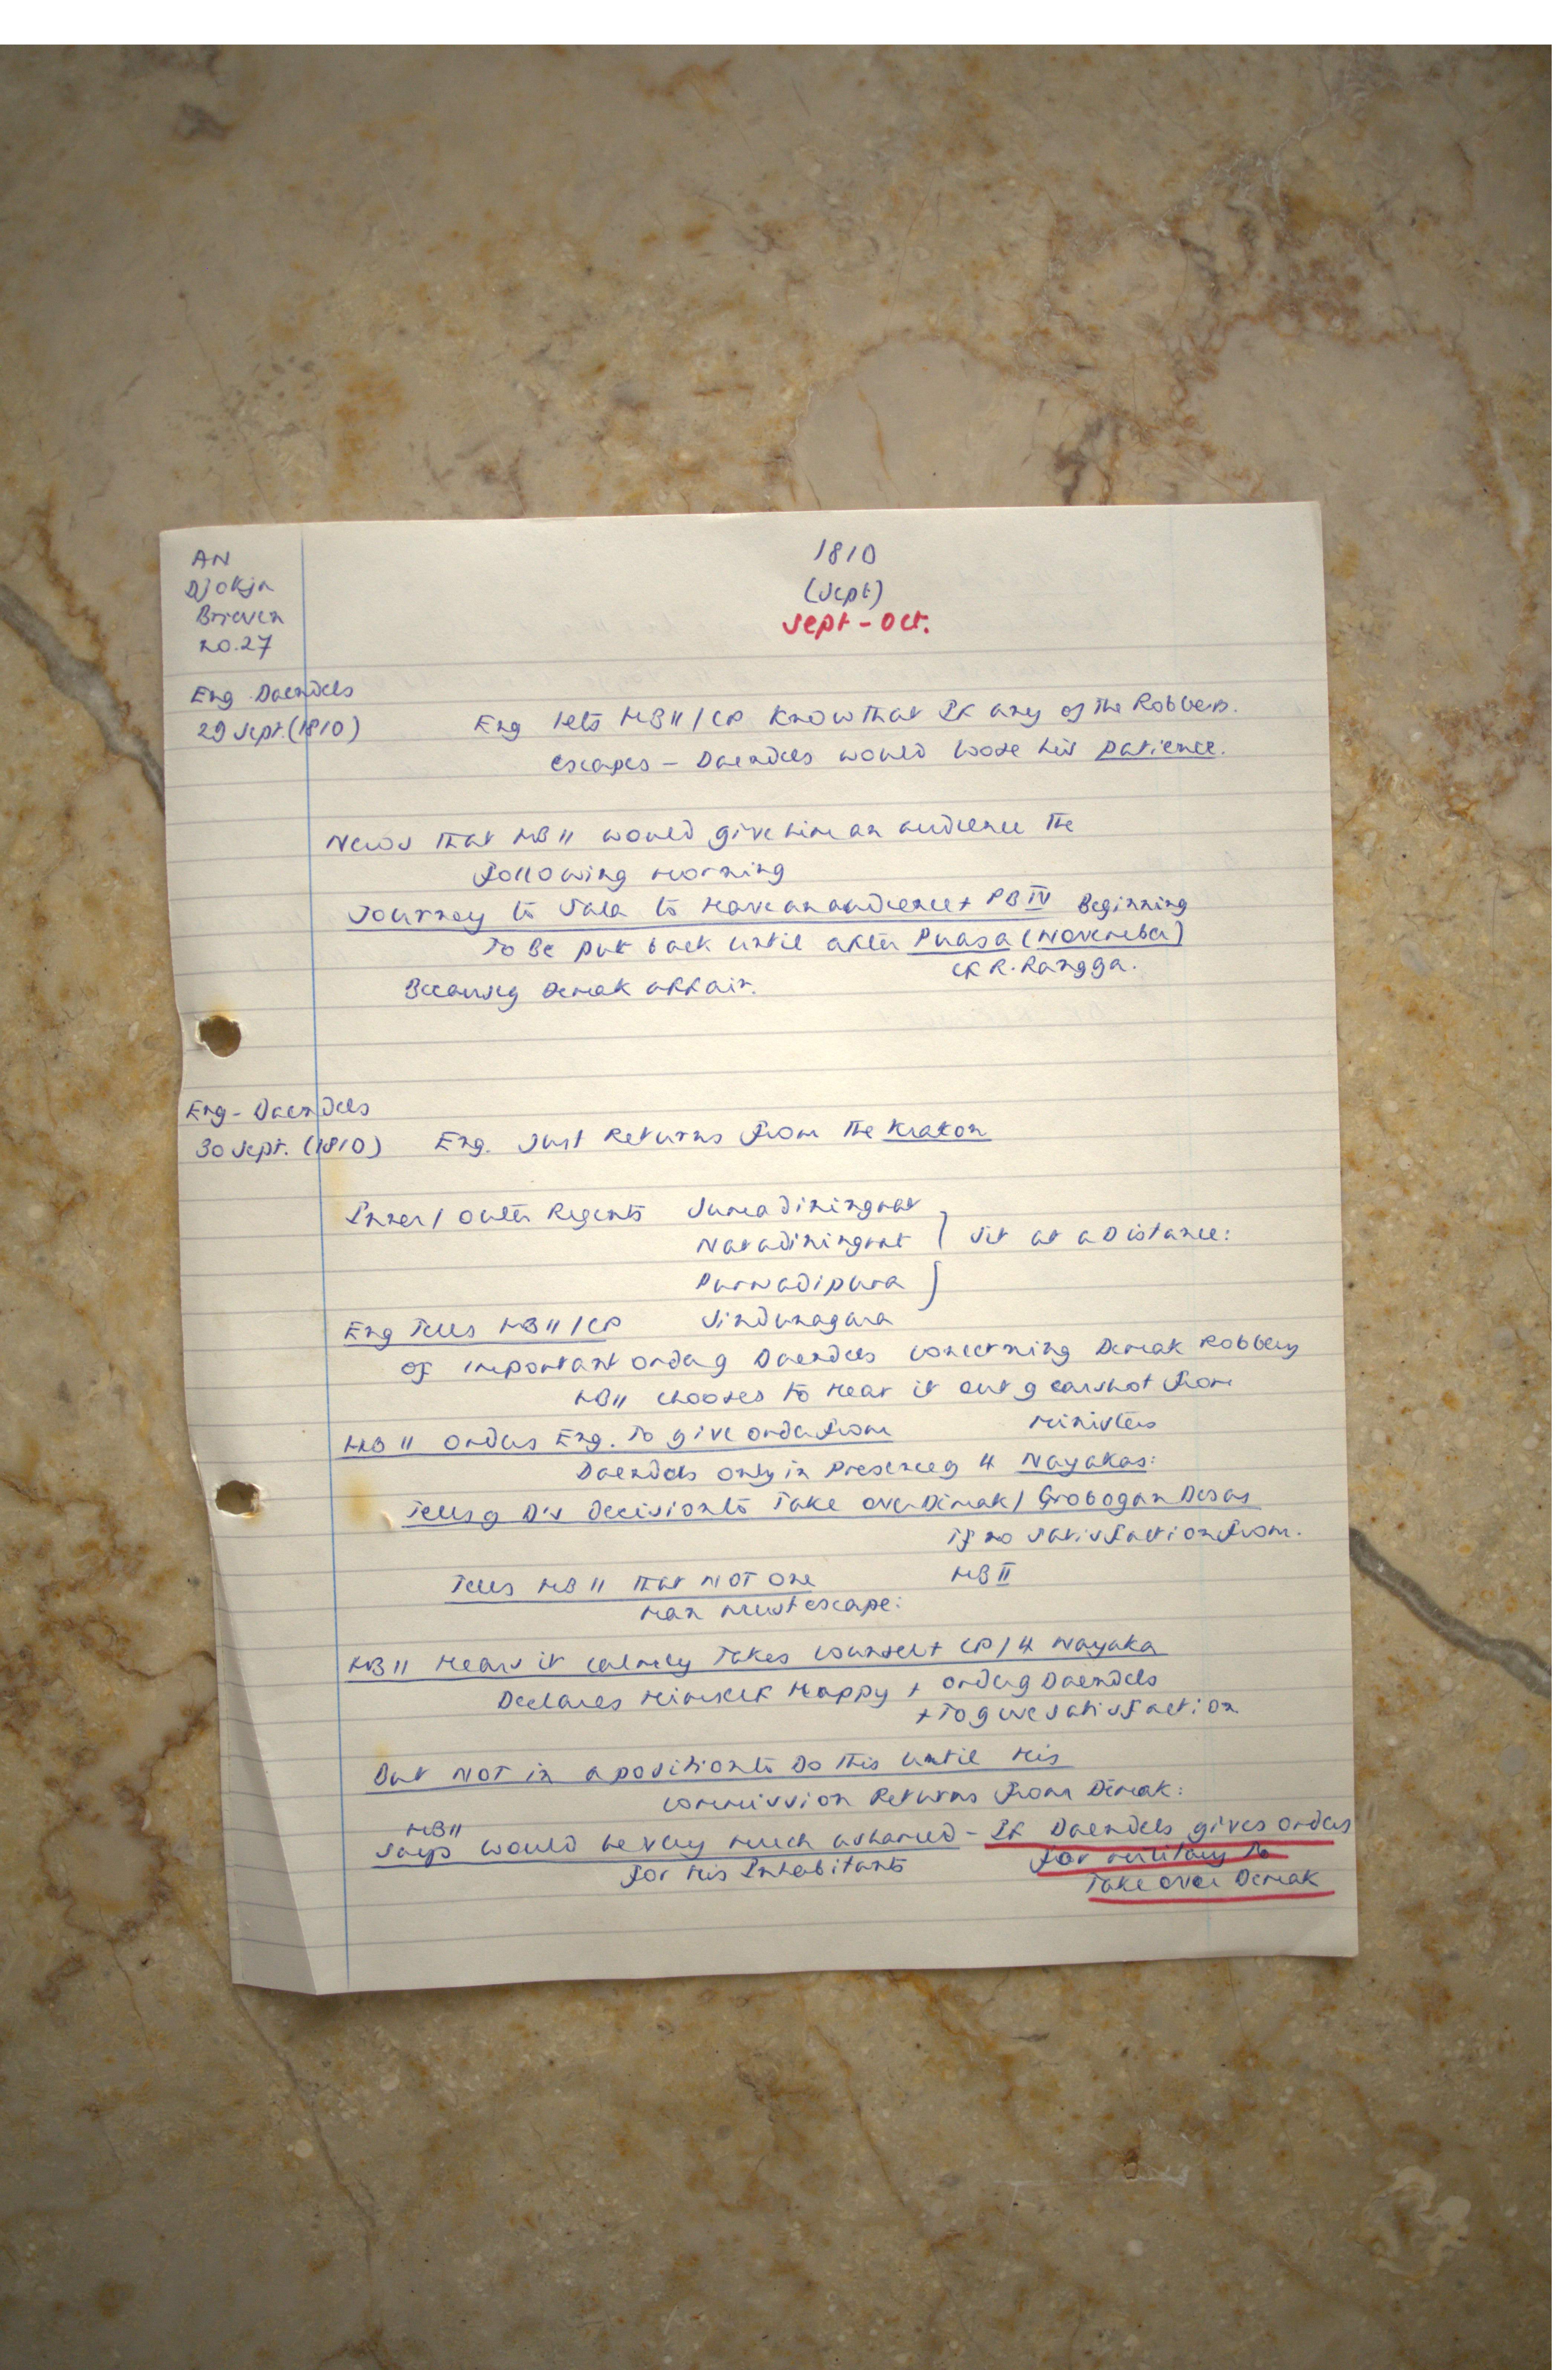 AN
Djokja
Brieven
no.27
1810
(Sept)
Sept - Oct.
Eng Daendels
29 Sept. (1810)
Eng lets HB II / CP know that If any of the Robbers.
escapes - Daendels would loose his patience.
News that HB II would give him an audience the
following morning
Journey to Sala to Have an audience + PB IV Beginning
To Be put back until after Puasa (November)
cf R. Rangga.
Because of Demak affair.
Eng - Daendels
30 Sept. (1810)
Eng. Just Returns from the Kraton
Inner / outer Regents Sumadiningrat
Natadiningrat } sit at a Distance:
Purwadipura }
Eng Tells HB II / CP Sindunagara
of important order of Daendels concerning Demak Robbery
HB II chooses to Hear it out of earshot from
Ministers
HB II orders Eng. To give order from
Daendels only in Presence of 4 Nayakas:
Tells of D's Decision to Take over Demak / Grobogan Desas
if no satisfaction from.
HB II
Tells HB II that NOT one
Man must escape:
HB II Hears it calmly Takes counsel + CP / 4 Nayaka
Declares Himself Happy + order of Daendels
+ To give satisfaction
But NOT in a position to Do this until His
commission Returns from Demak:
HB II
says would be very much ashamed - If Daendels gives orders
for His Inhabitants
for military To
Take over Demak